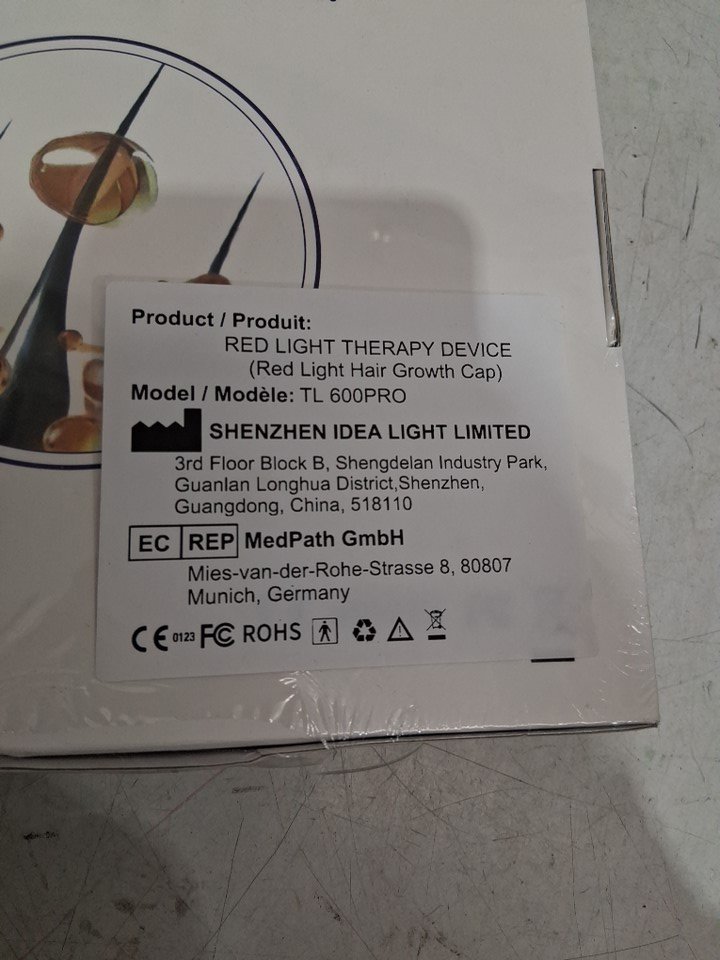 Product / Produit:
RED LIGHT THERAPY DEVICE
(Red Light Hair Growth Cap)
Model / Modèle: TL 600PRO
SHENZHEN IDEA LIGHT LIMITED
3rd Floor Block B, Shengdelan Industry Park,
Guanlan Longhua District,Shenzhen,
Guangdong, China, 518110
EC REP MedPath GmbH
Mies-van-der-Rohe-Strasse 8, 80807
Munich, Germany
CE 0123 FC ROHS